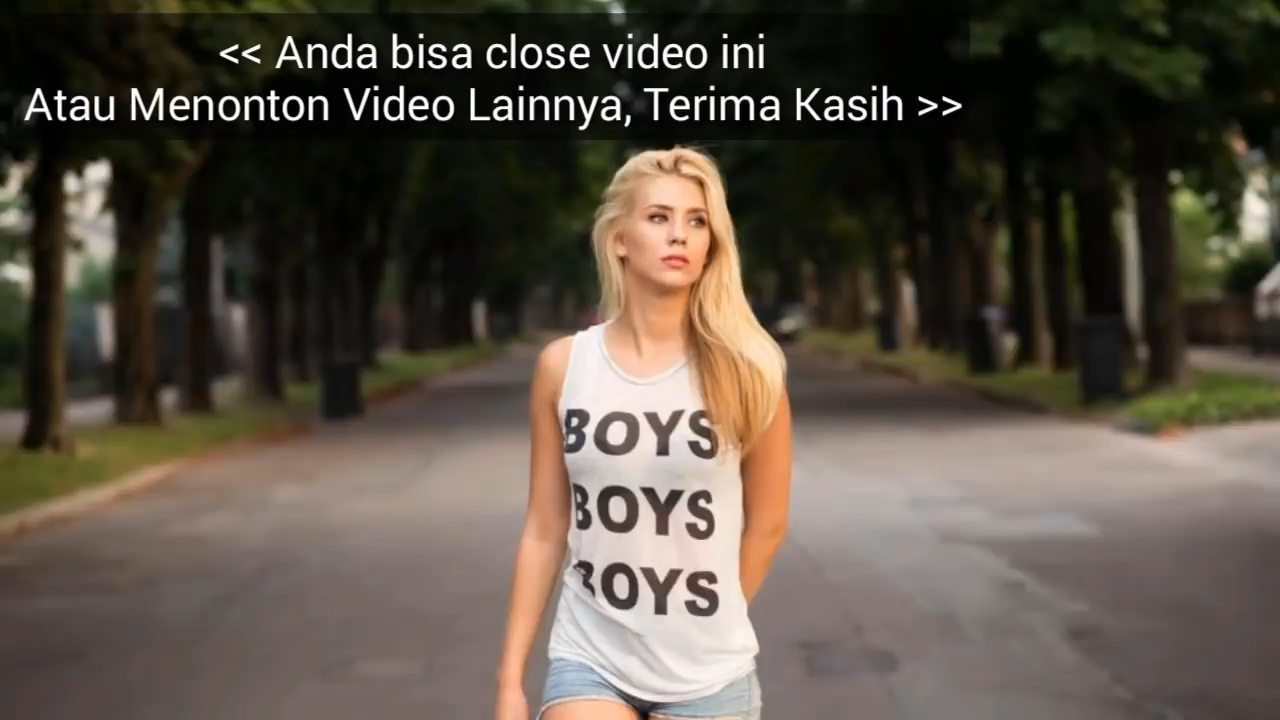 << Anda bisa close video ini
Atau Menonton Video Lainnya, Terima Kasih >>
BOYS
BOYS
BOYS